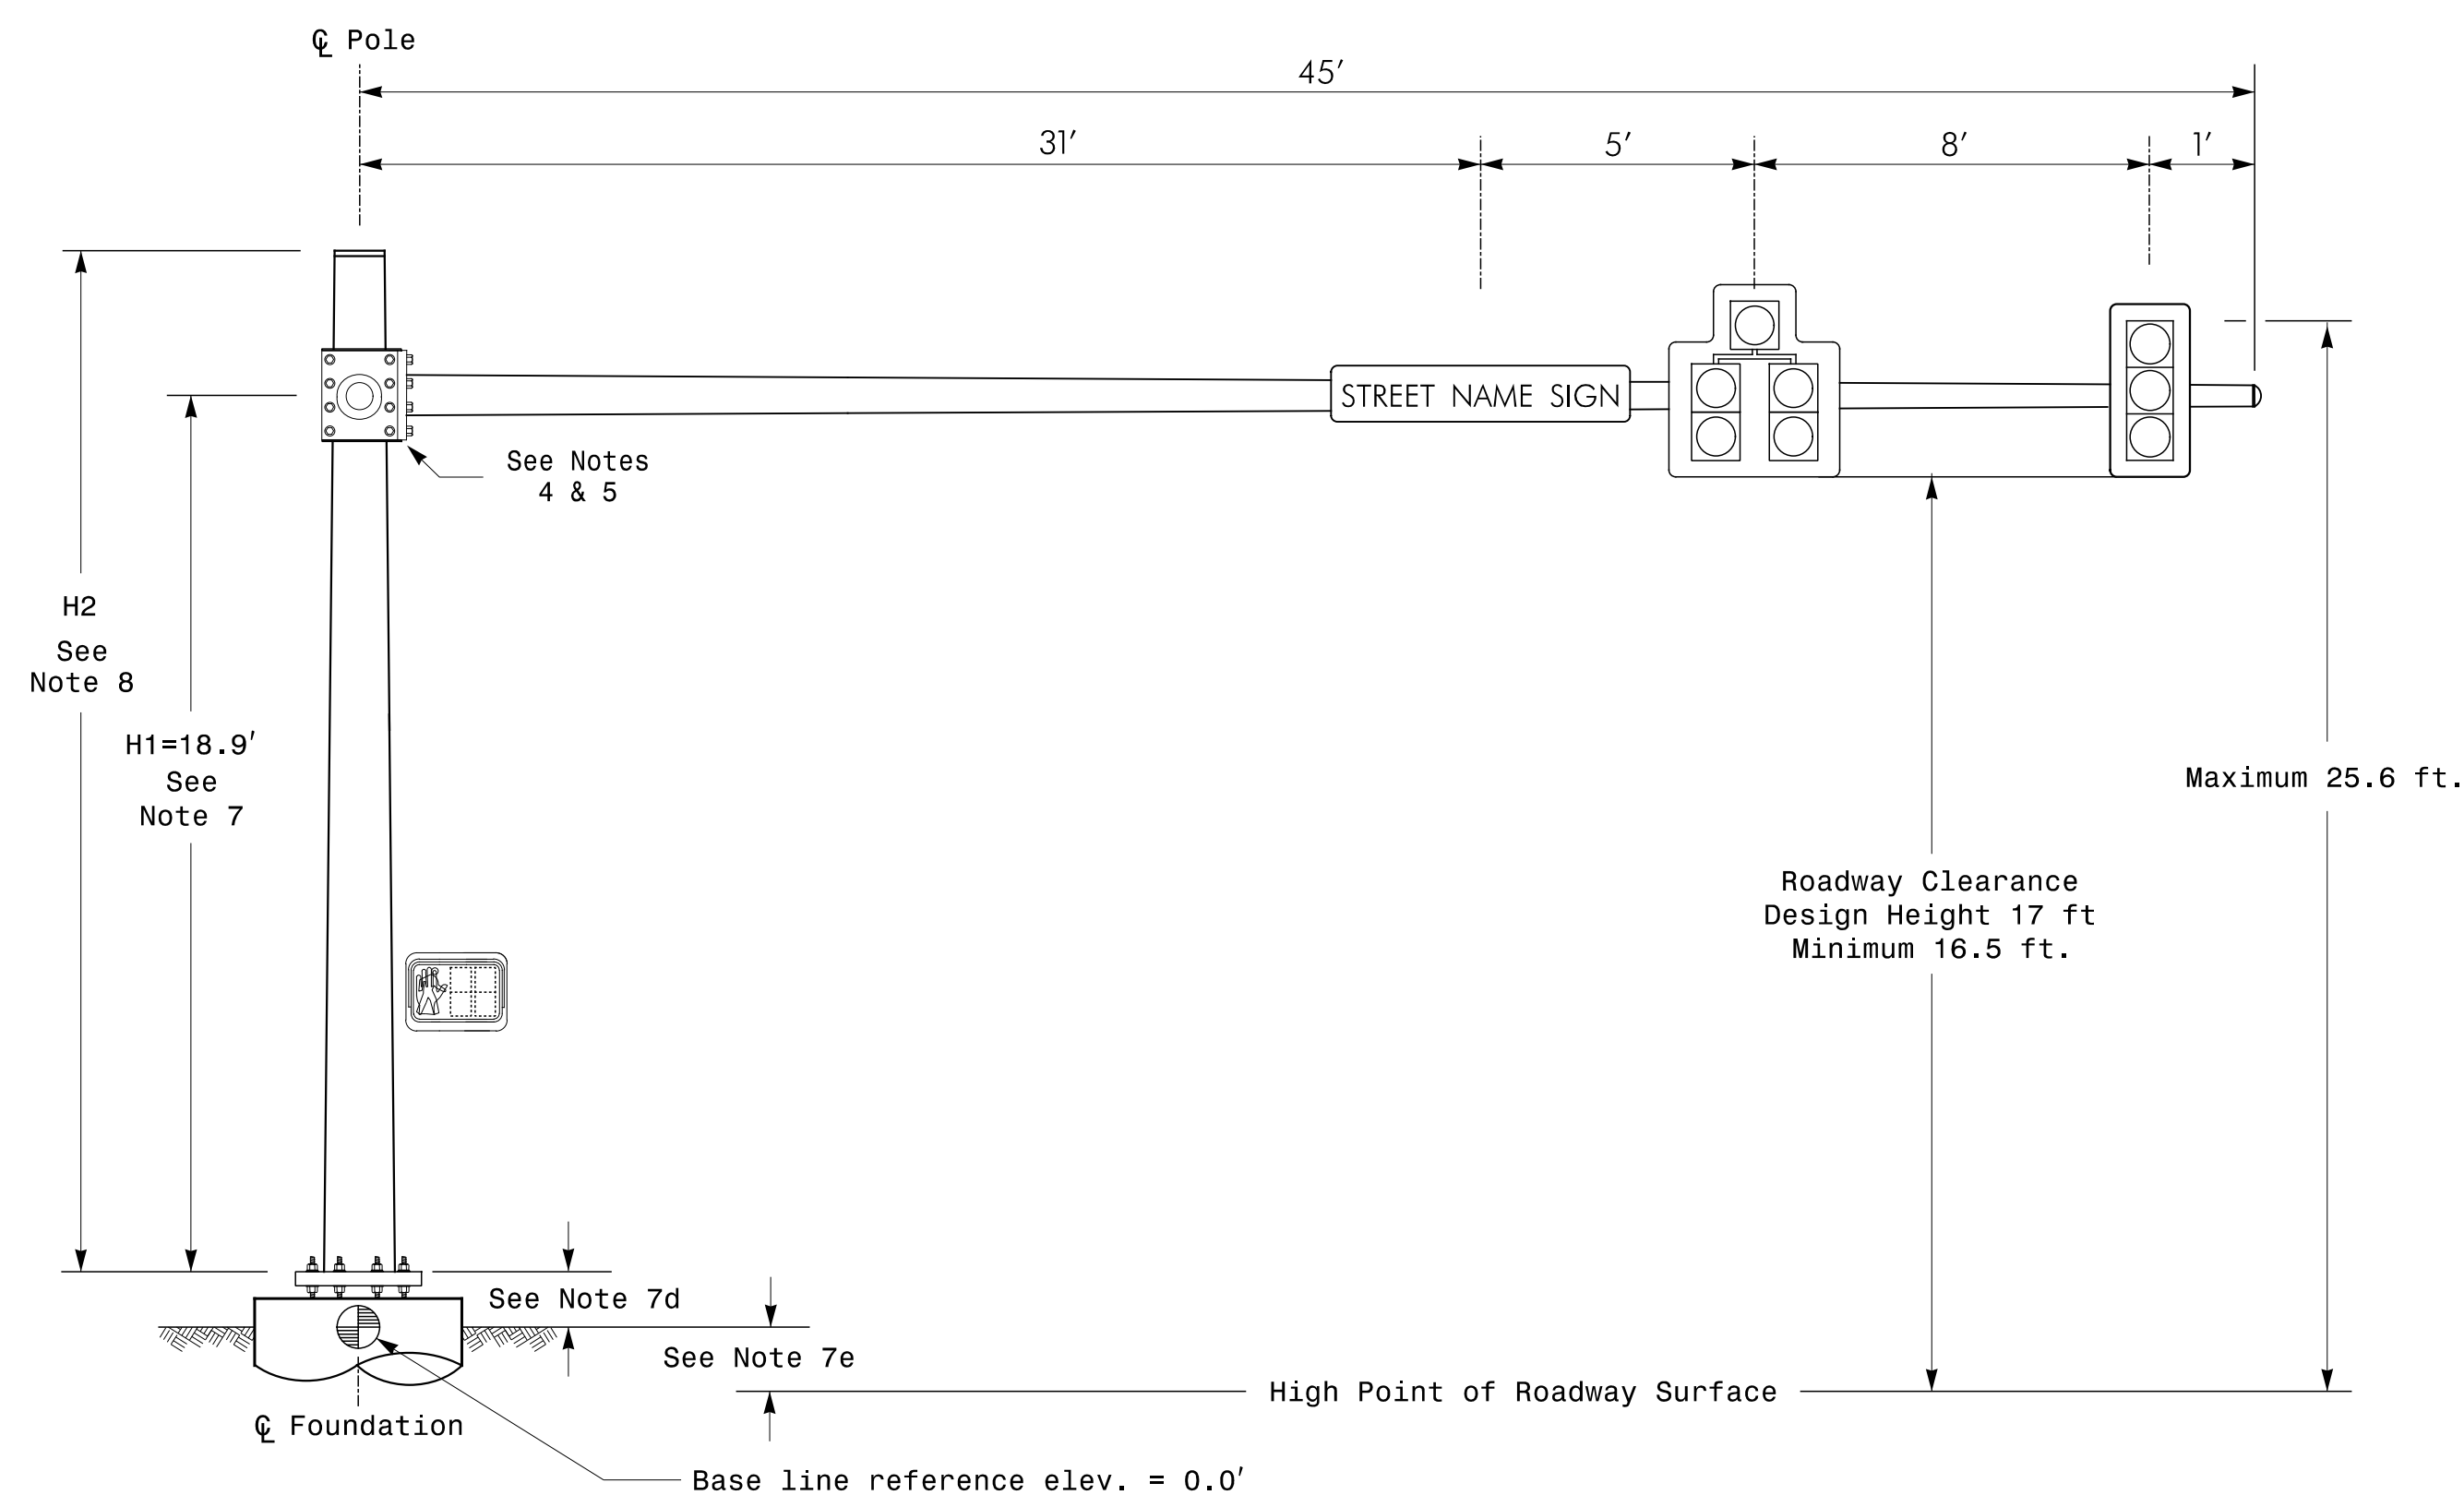 ℄ Pole
45'
31'
5'
8'
1'
STREET NAME SIGN
See Notes
4 & 5
H2
See
Note 8
H1=18.9'
See
Note 7
Maximum 25.6 ft.
Roadway Clearance
Design Height 17 ft
Minimum 16.5 ft.
See Note 7d
See Note 7e
High Point of Roadway Surface
℄ Foundation
Base line reference elev. = 0.0'